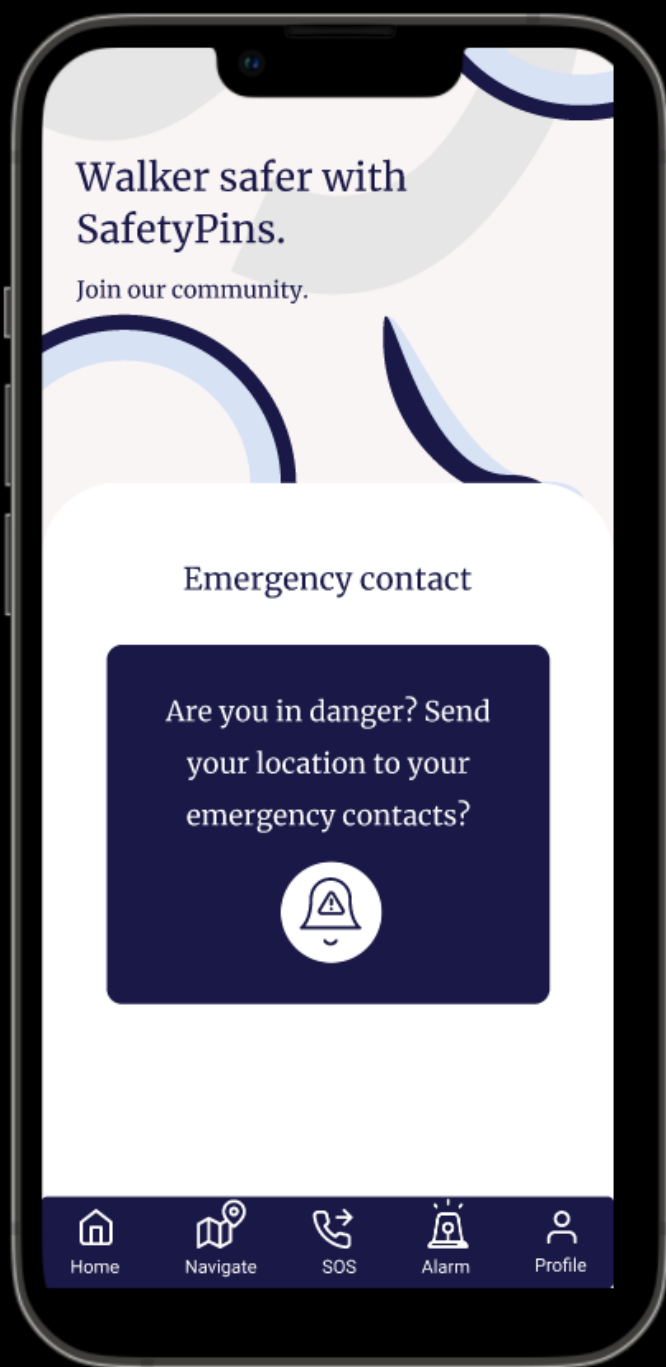 Walker safer with
SafetyPins.
Join our community.
Emergency contact
Are you in danger? Send
your location to your
emergency contacts?
Home
Navigate
SOS
Alarm
Profile